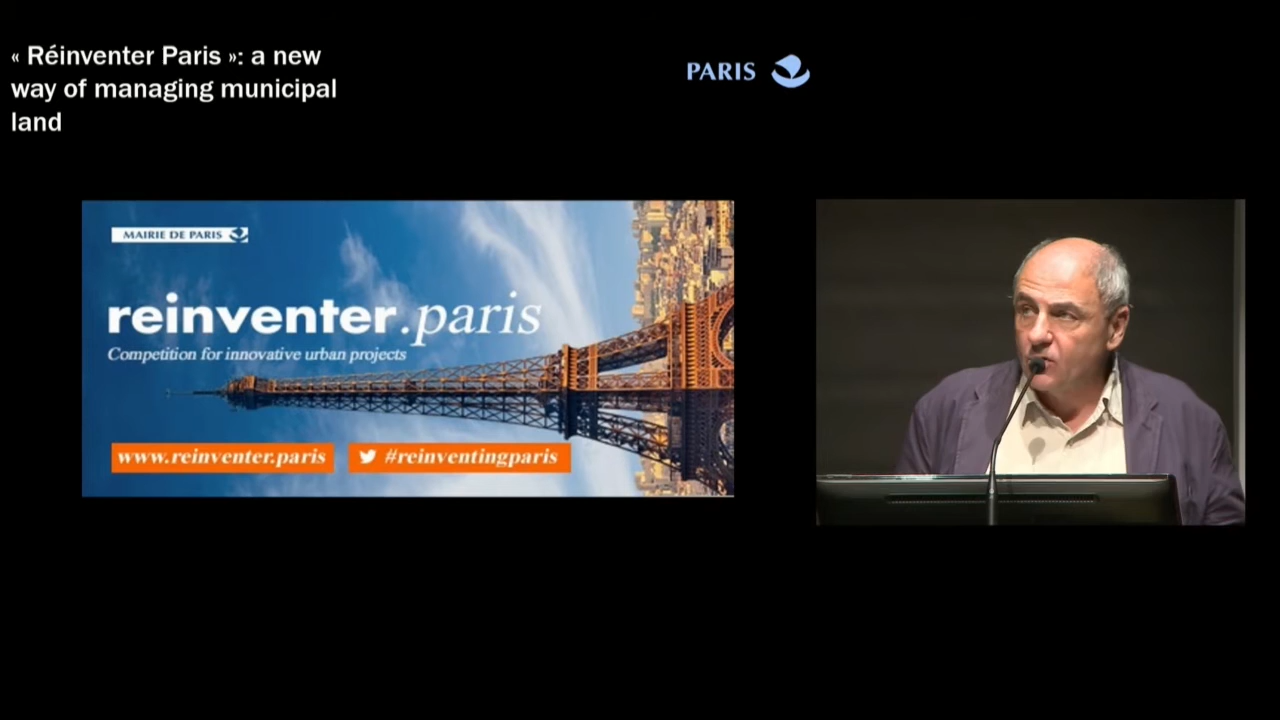 « Réinventer Paris »: a new
way of managing municipal
land
PARIS
MAIRIE DE PARIS
reinventer.paris
Competition for innovative urban projects
www.reinventer.paris
#reinventingparis